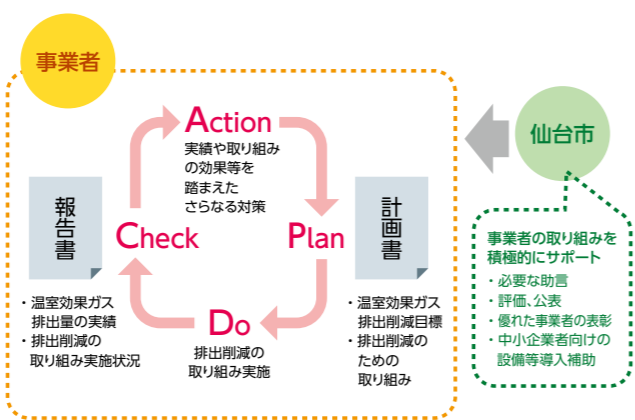 事業者
Action
実績や取り組み
の効果等を
踏まえた
さらなる対策
Plan
計画書
・温室効果ガス
排出削減目標
・排出削減の
ための
取り組み
Do
排出削減の
取り組み実施
Check
報告書
・温室効果ガス
排出量の実績
・排出削減の
取り組み実施状況
仙台市
事業者の取り組みを
積極的にサポート
・必要な助言
・評価、公表
・優れた事業者の表彰
・中小企業者向けの
設備等導入補助